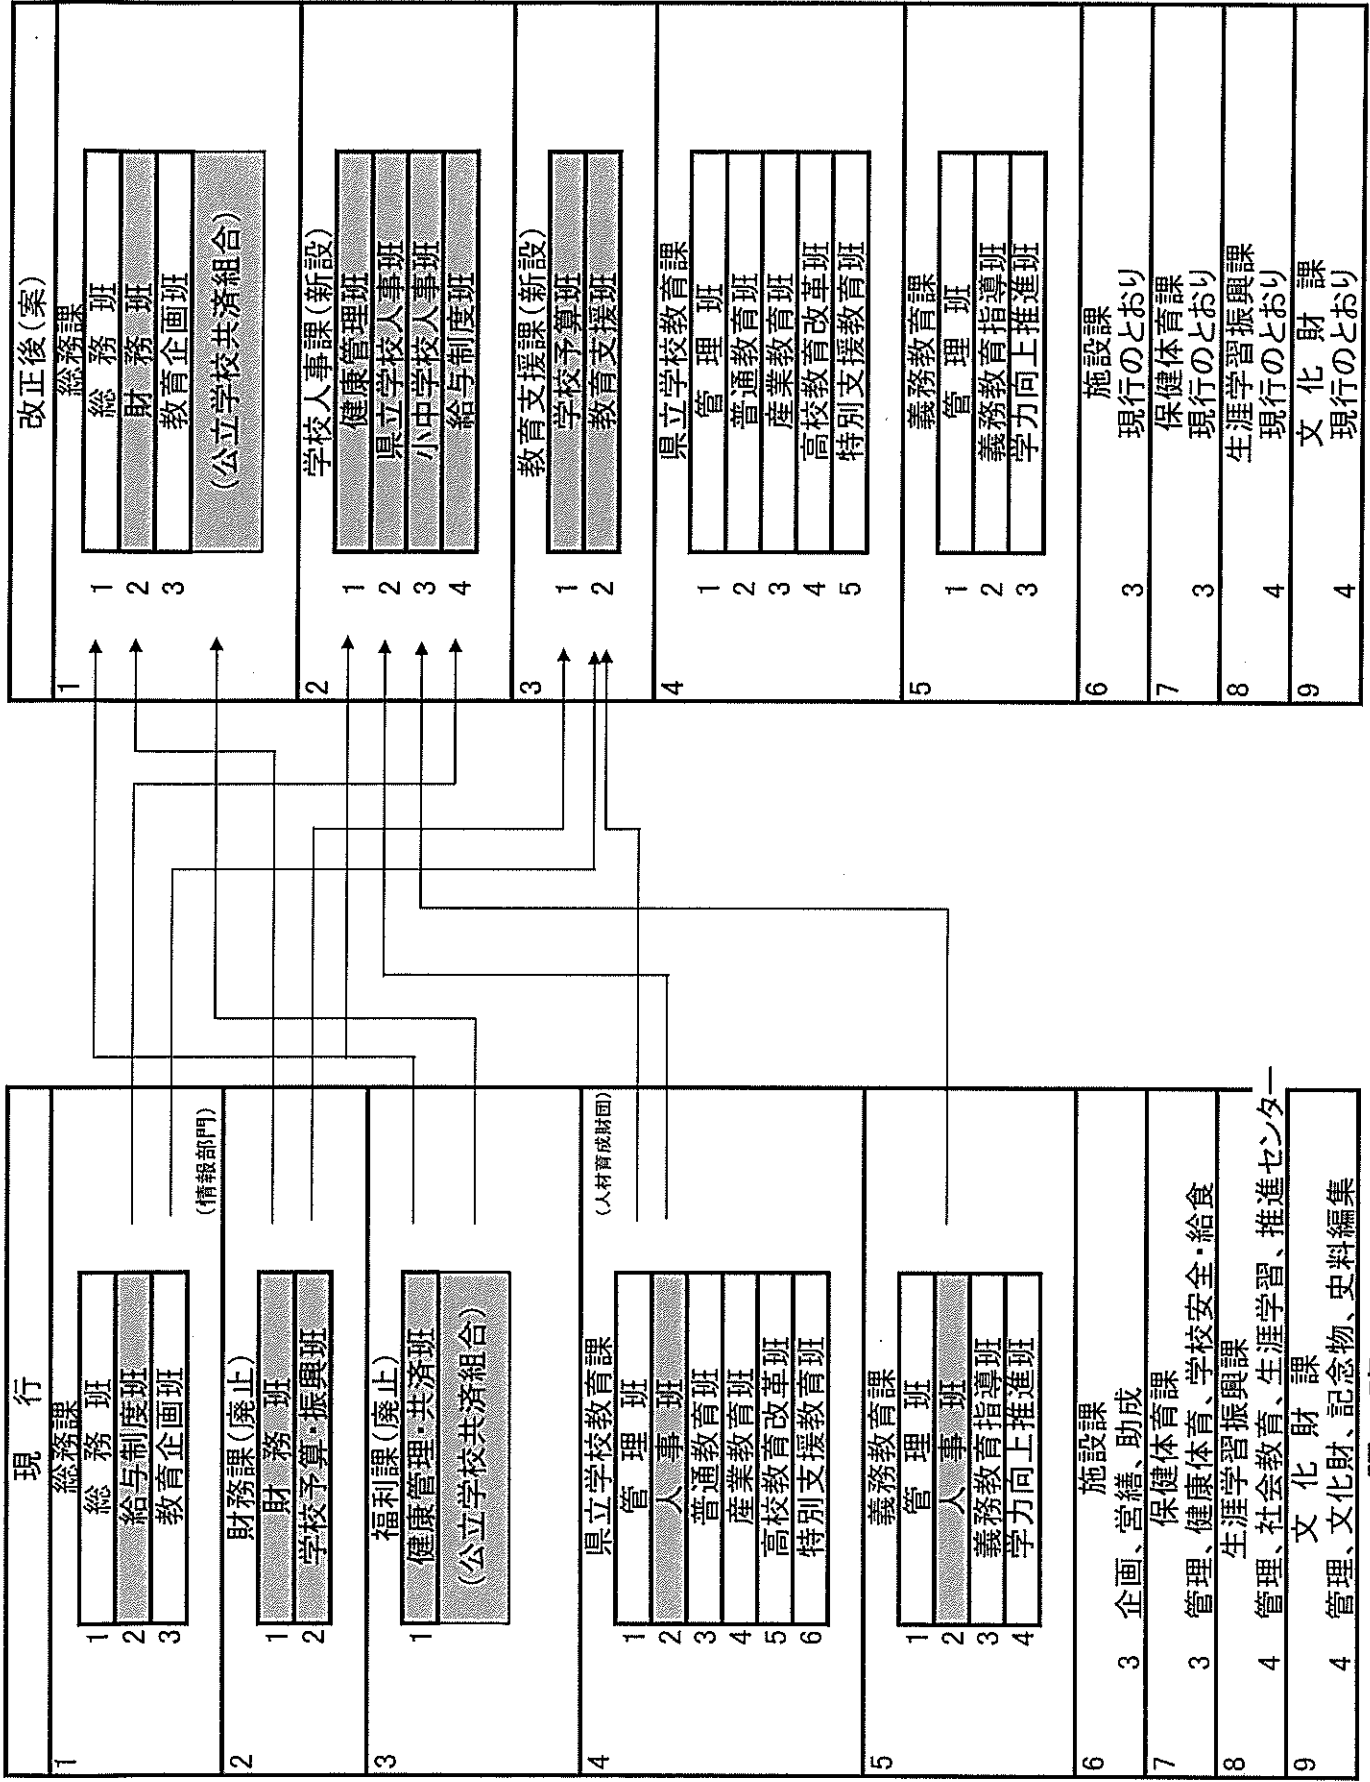 現　行
1
総務課
1 総　務　班
2 給与制度班
3 教育企画班
(情報部門)
2
財務課(廃止)
1 財　務　班
2 学校予算・振興班
3
福利課(廃止)
1 健康管理・共済班
(公立学校共済組合)
4
県立学校教育課
(人材育成財団)
1 管　理　班
2 人　事　班
3 普通教育班
4 産業教育班
5 高校教育改革班
6 特別支援教育班
5
義務教育課
1 管　理　班
2 人　事　班
3 義務教育指導班
4 学力向上推進班
6
施設課
3 企画、営繕、助成
7
保健体育課
3 管理、健康体育、学校安全・給食
8
生涯学習振興課
4 管理、社会教育、生涯学習、推進センター
9
文　化　財　課
4 管理、文化財、記念物、史料編集
改正後(案)
1
総務課
1 総　務　班
2 財　務　班
3 教育企画班
(公立学校共済組合)
2
学校人事課(新設)
1 健康管理班
2 県立学校人事班
3 小中学校人事班
4 給与制度班
3
教育支援課(新設)
1 学校予算班
2 教育支援班
4
県立学校教育課
1 管　理　班
2 普通教育班
3 産業教育班
4 高校教育改革班
5 特別支援教育班
5
義務教育課
1 管　理　班
2 義務教育指導班
3 学力向上推進班
6
施設課
3 現行のとおり
7
保健体育課
3 現行のとおり
8
生涯学習振興課
4 現行のとおり
9
文　化　財　課
4 現行のとおり